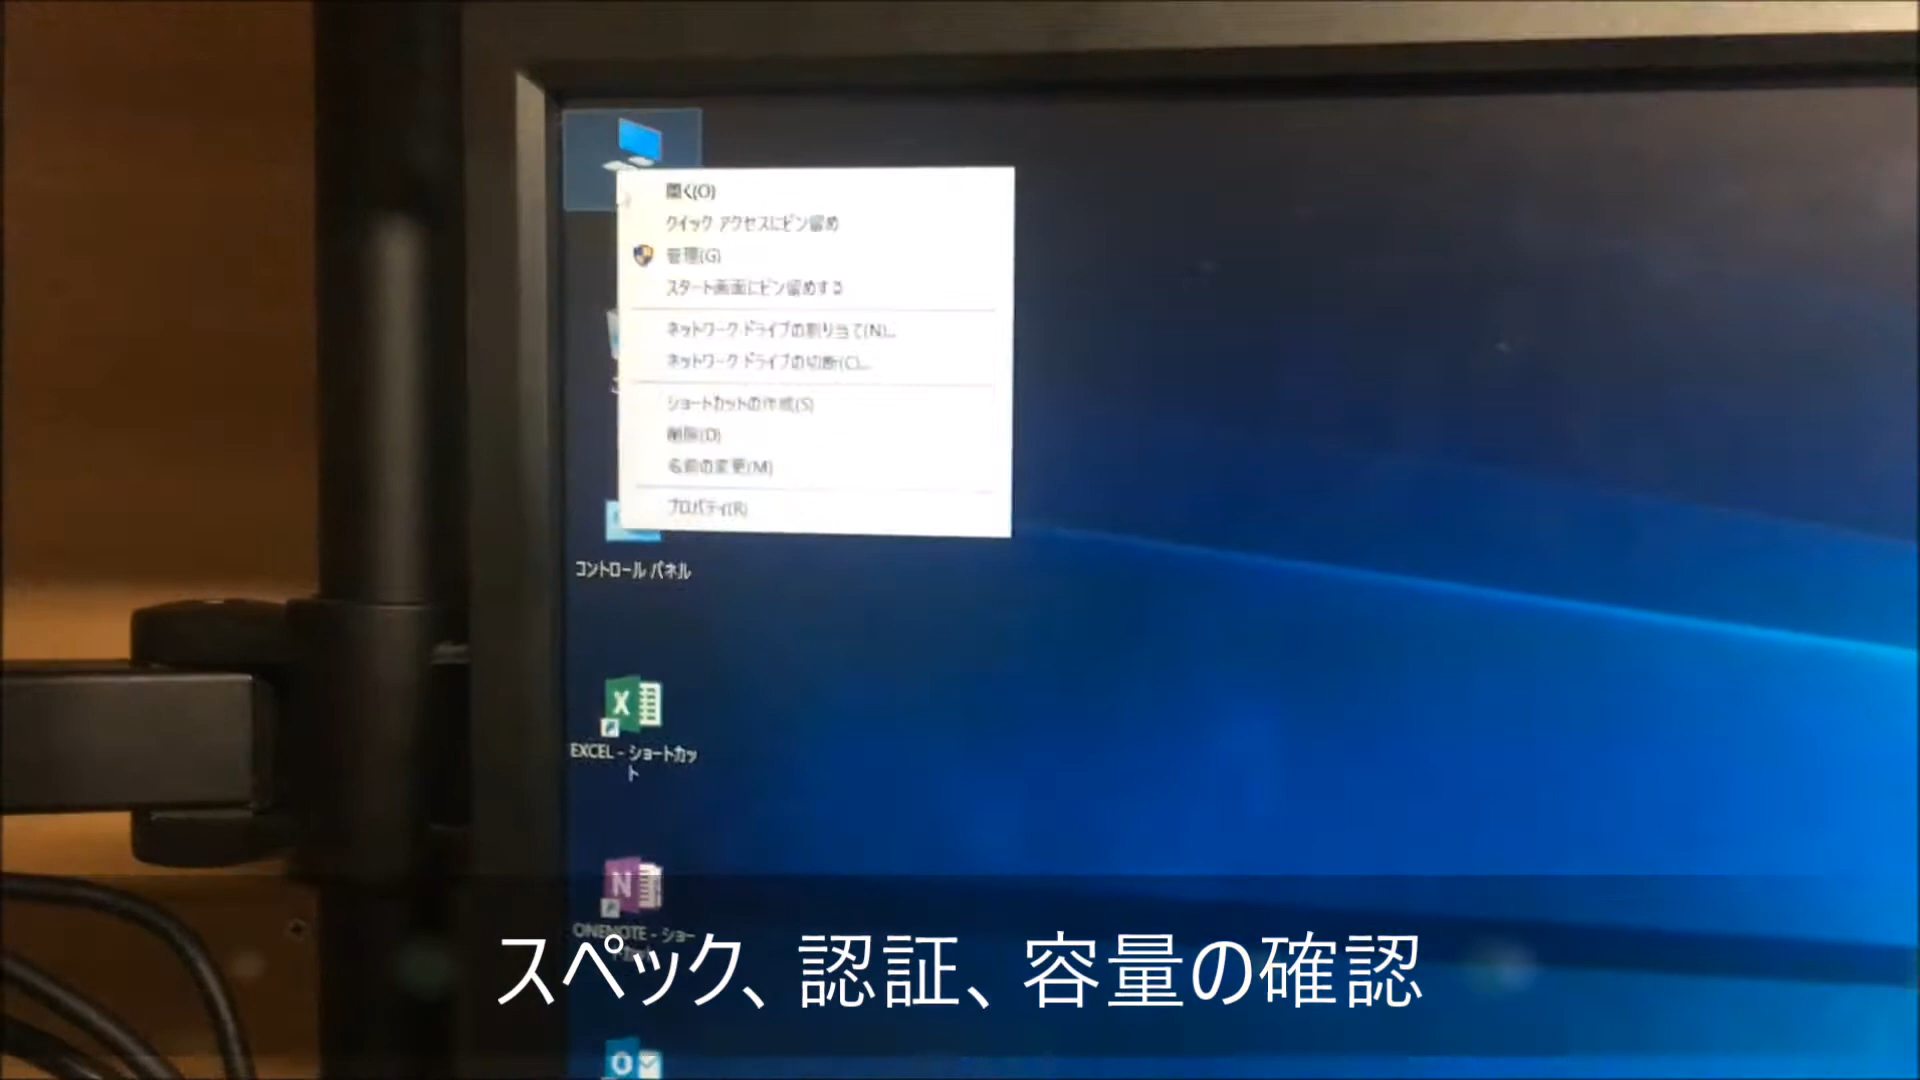 開く(O)
クイック アクセスにピン留め
管理(G)
スタート画面にピン留めする
ネットワーク ドライブの割り当て(N)...
ネットワーク ドライブの切断(C)...
ショートカットの作成(S)
削除(D)
名前の変更(M)
プロパティ(R)
コントロール パネル
EXCEL - ショートカッ
ト
ONENOTE - ショー
スペック、認証、容量の確認